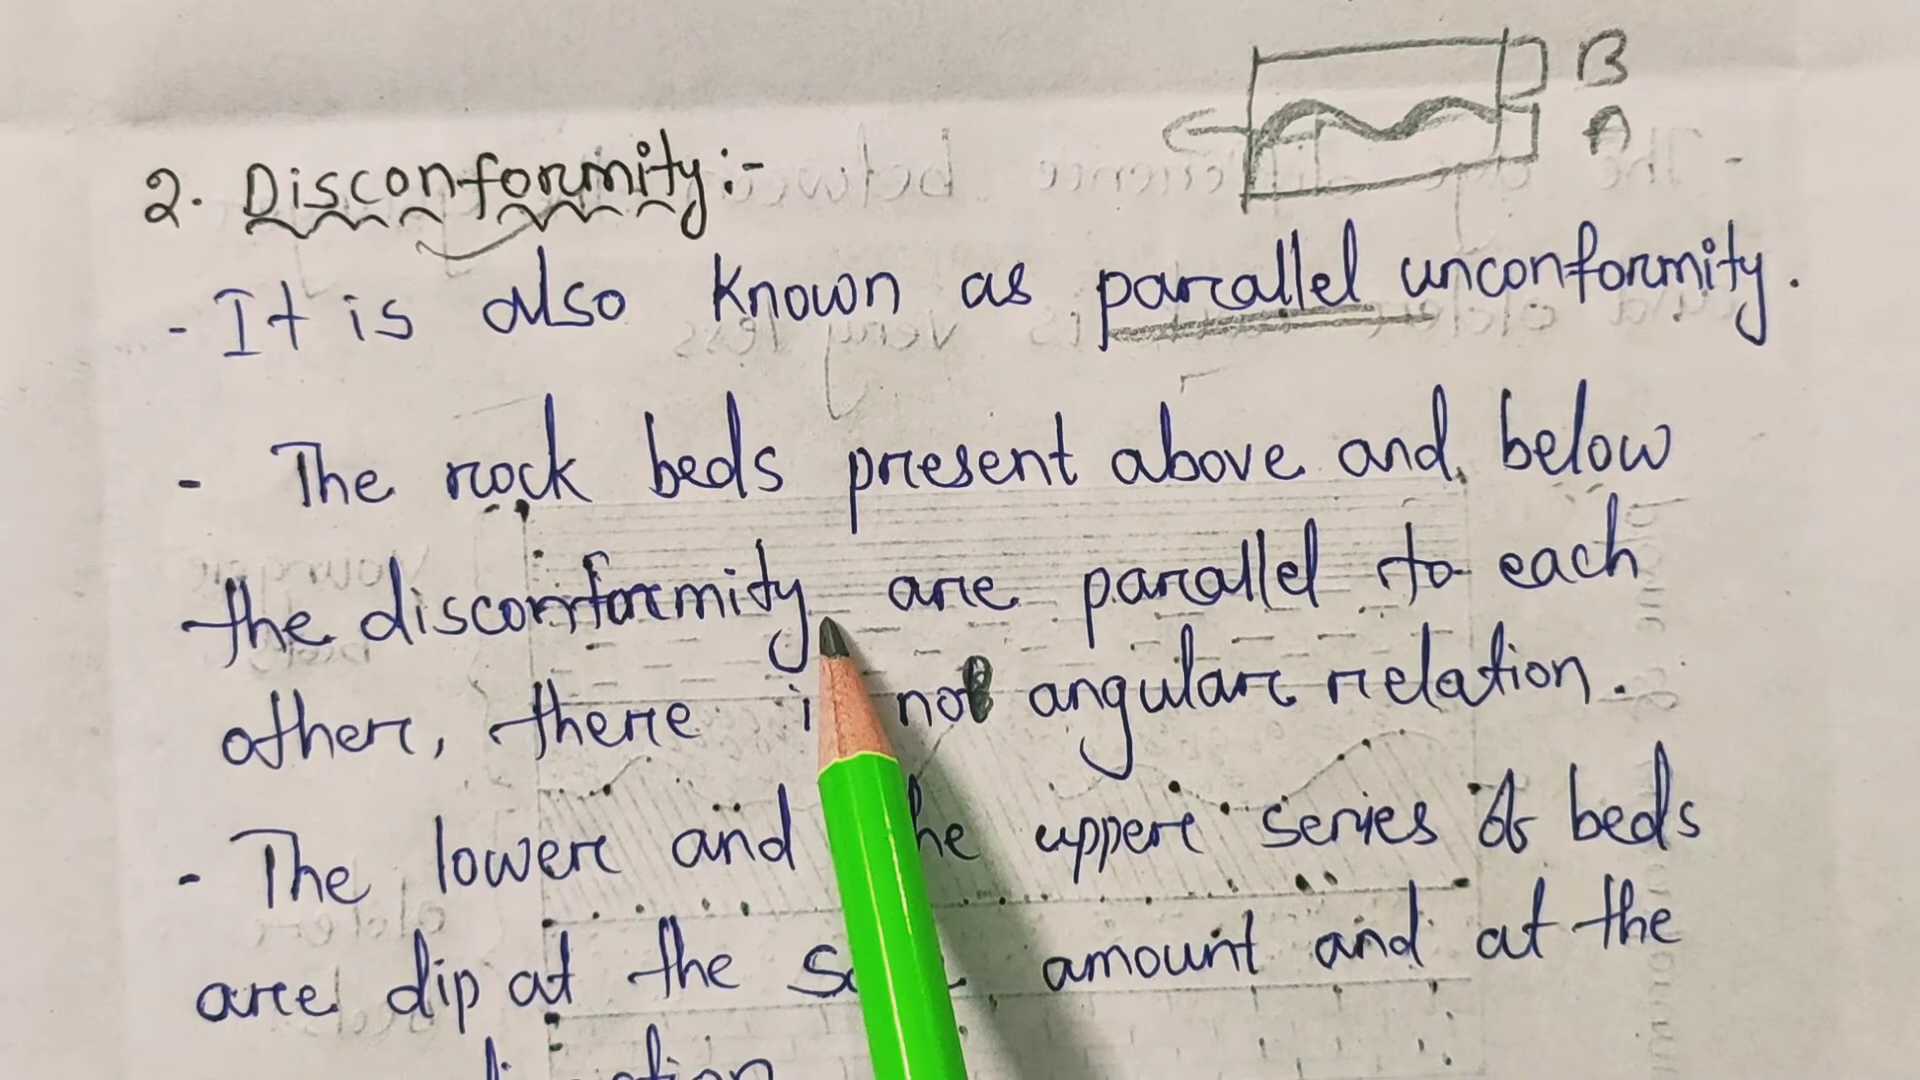 B
A
2. Disconformity:-
- It is also known as parallel unconformity.
- The rock beds present above and below
the disconformity are parallel to each
other, there i no angular relation.
- The lower and he upper series of beds
are dip at the amount and at the